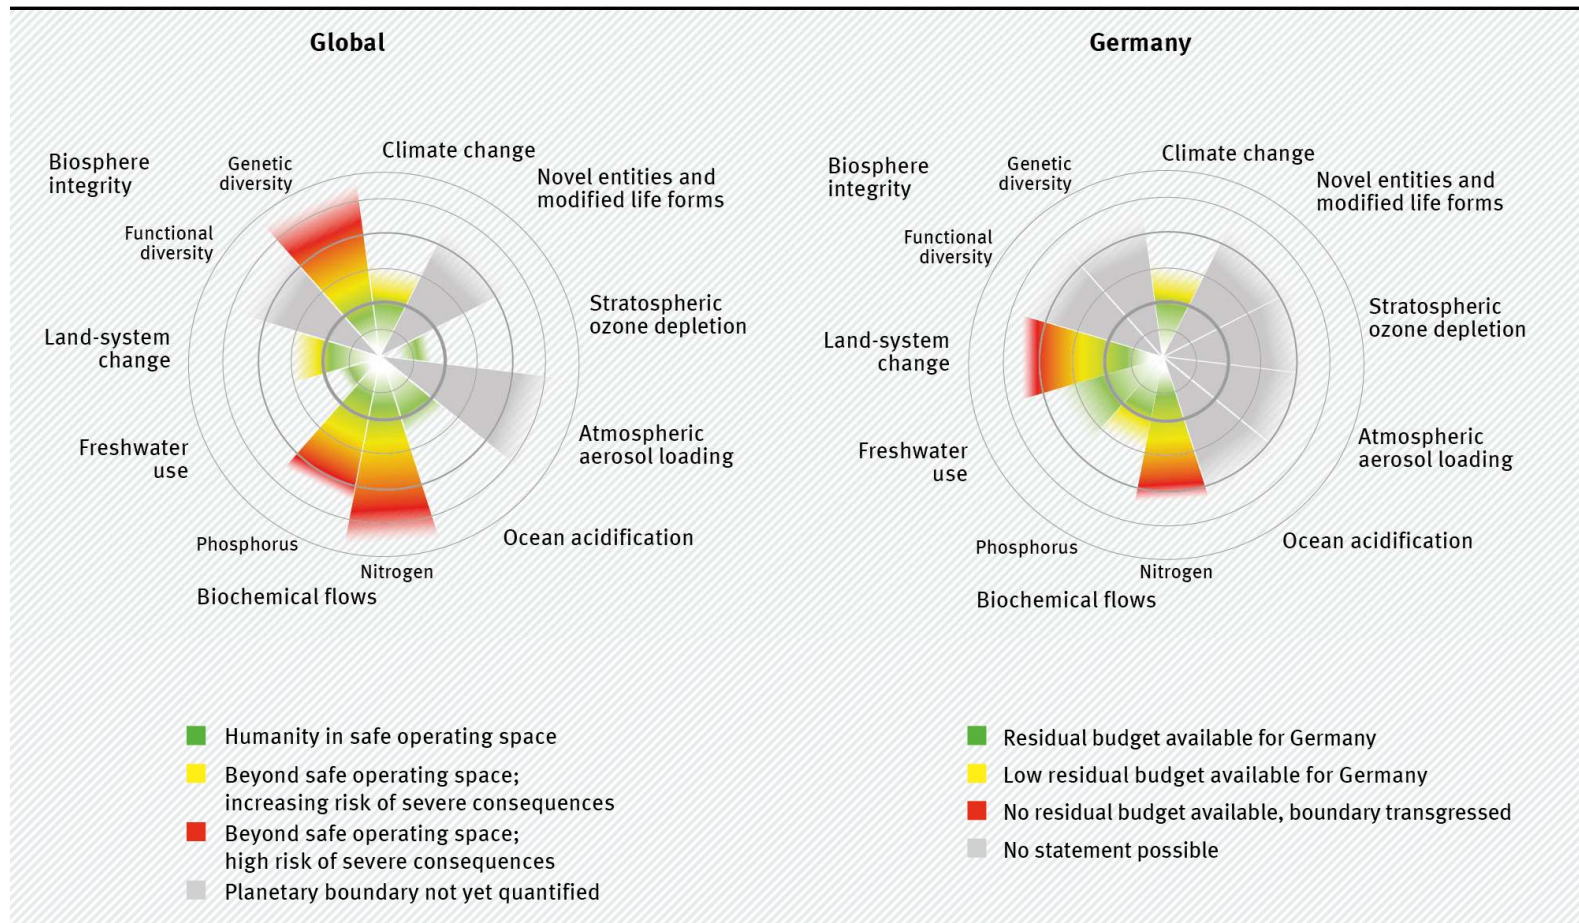 Global
Climate change
Biosphere
integrity
Genetic
diversity
Novel entities and
modified life forms
Functional
diversity
Stratospheric
ozone depletion
Land-system
change
Atmospheric
aerosol loading
Freshwater
use
Ocean acidification
Phosphorus
Nitrogen
Biochemical flows
Humanity in safe operating space
Beyond safe operating space;
increasing risk of severe consequences
Beyond safe operating space;
high risk of severe consequences
Planetary boundary not yet quantified
Germany
Climate change
Biosphere
integrity
Genetic
diversity
Novel entities and
modified life forms
Functional
diversity
Stratospheric
ozone depletion
Land-system
change
Atmospheric
aerosol loading
Freshwater
use
Ocean acidification
Phosphorus
Nitrogen
Biochemical flows
Residual budget available for Germany
Low residual budget available for Germany
No residual budget available, boundary transgressed
No statement possible